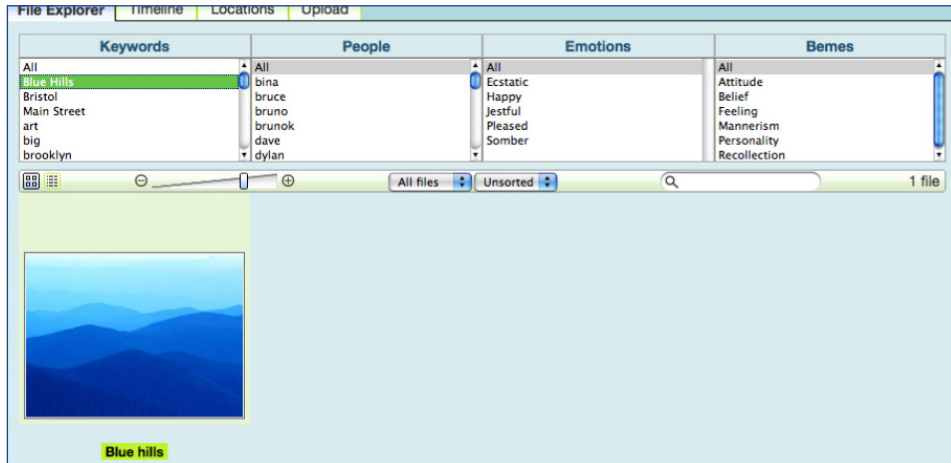 File Explorer Timeline Locations Upload
Keywords People Emotions Bemes
All All All All
Blue Hills bina Ecstatic Attitude
Bristol bruce Happy Belief
Main Street bruno Jestful Feeling
art brunok Pleased Mannerism
big dave Somber Personality
brooklyn dylan Recollection
All files Unsorted 1 file
Blue hills